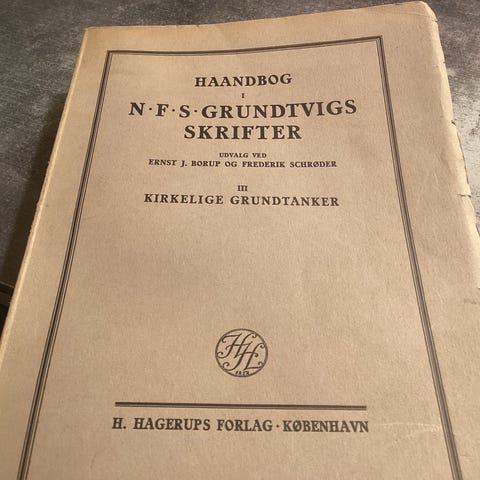 HAANDBOG
I
N·F·S·GRUNDTVIGS
SKRIFTER
UDVALG VED
ERNST J. BORUP OG FREDERIK SCHRØDER
III
KIRKELIGE GRUNDTANKER
H. HAGERUPS FORLAG · KØBENHAVN